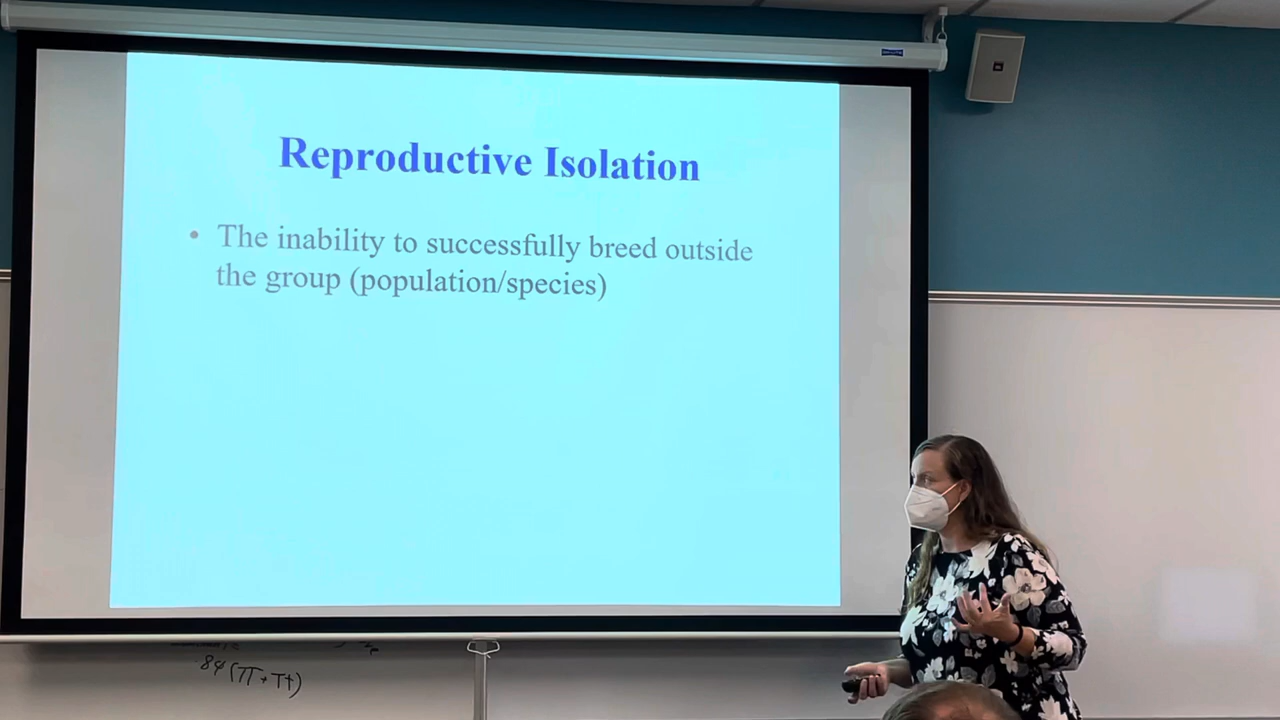 Reproductive Isolation
• The inability to successfully breed outside
the group (population/species)
84 (TT + Tt)